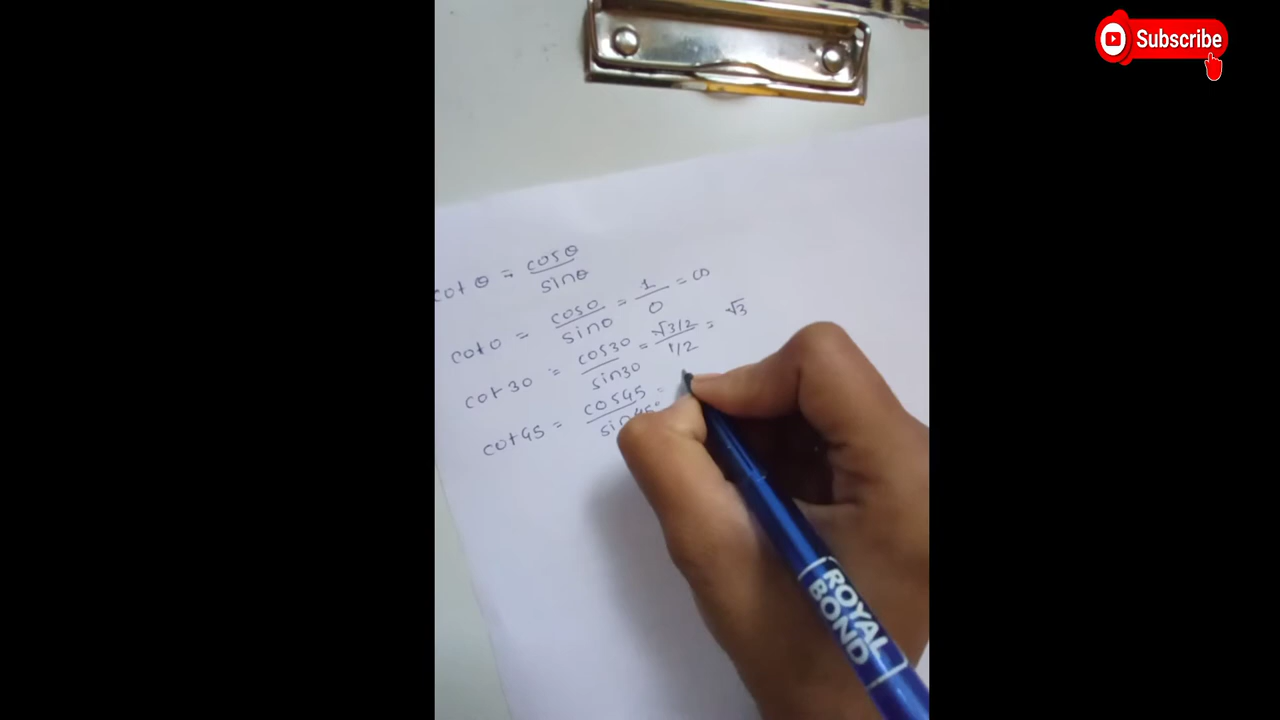 Subscribe
cot θ = cosθ/sinθ
cot 0 = cos0/sin0 = 1/0 = ∞
cot 30 = cos30/sin30 = √3/2/1/2 = √3
cot 45 = cos45/sin45° =
ROYAL
BOND